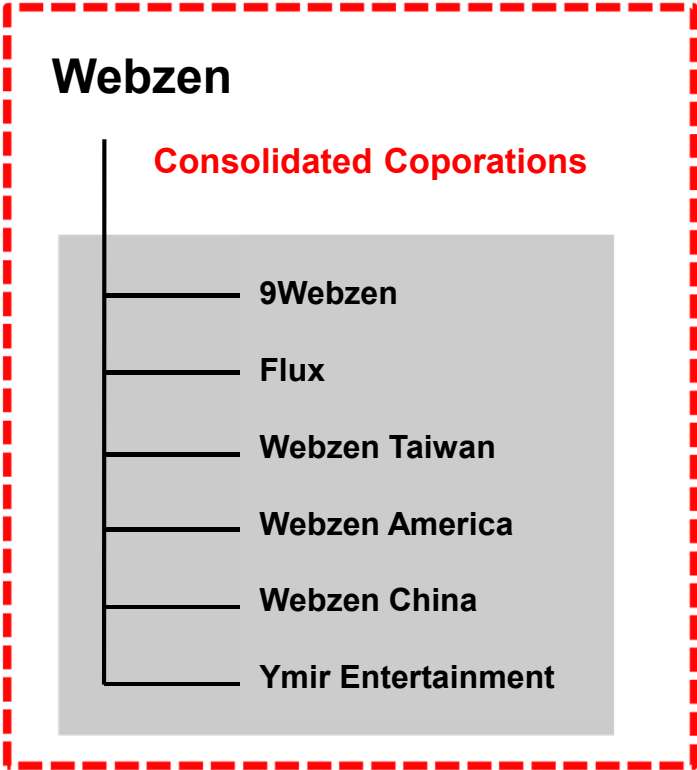 Webzen
Consolidated Coporations
9Webzen
Flux
Webzen Taiwan
Webzen America
Webzen China
Ymir Entertainment